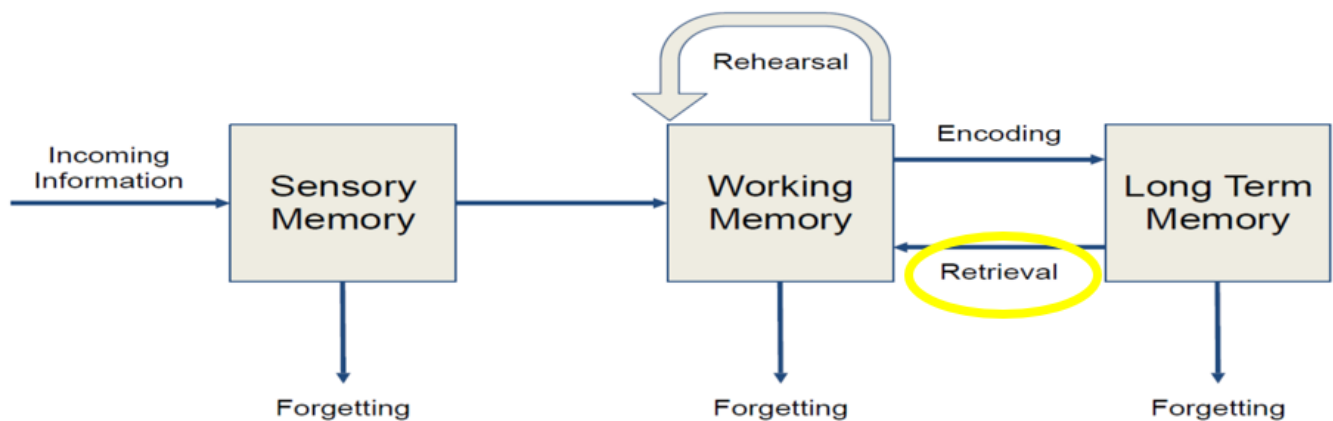 Rehearsal
Incoming
Information
Sensory
Memory
Working
Memory
Encoding
Long Term
Memory
Retrieval
Forgetting
Forgetting
Forgetting